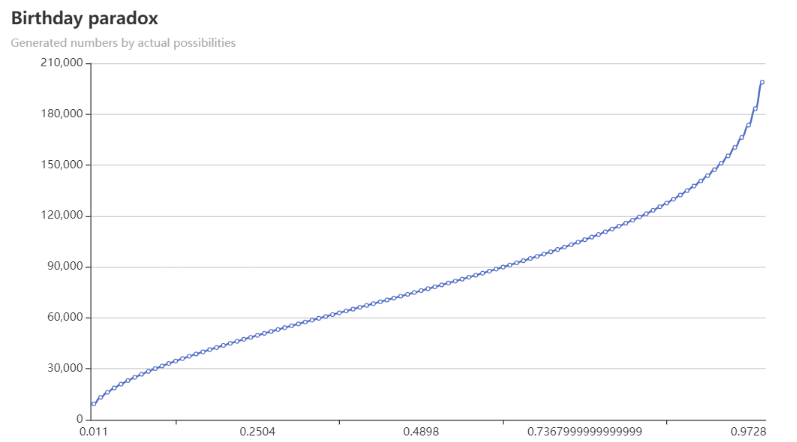 Birthday paradox
Generated numbers by actual possibilities
210,000
180,000
150,000
120,000
90,000
60,000
30,000
0
0.011 0.2504 0.4898 0.7367999999999999 0.9728